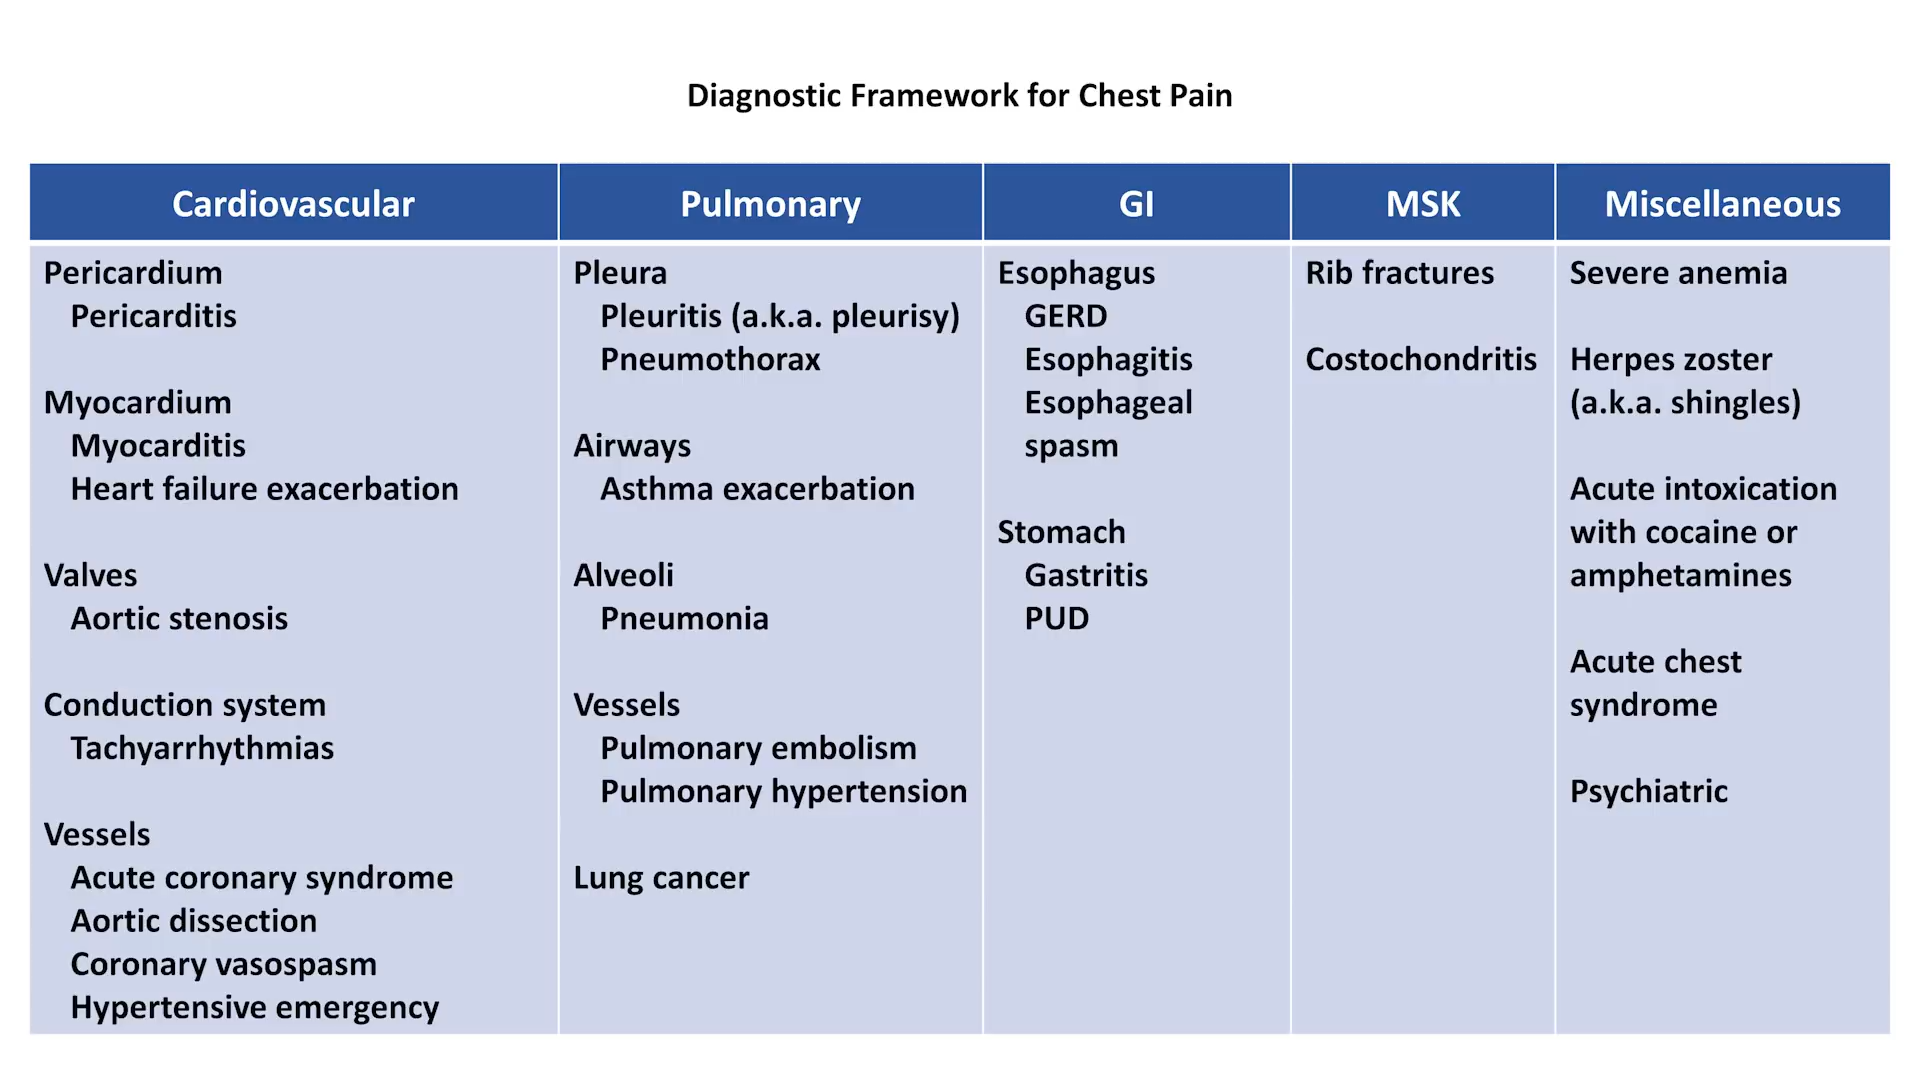 Diagnostic Framework for Chest Pain
Cardiovascular
Pericardium
Pericarditis
Myocardium
Myocarditis
Heart failure exacerbation
Valves
Aortic stenosis
Conduction system
Tachyarrhythmias
Vessels
Acute coronary syndrome
Aortic dissection
Coronary vasospasm
Hypertensive emergency
Pulmonary
Pleura
Pleuritis (a.k.a. pleurisy)
Pneumothorax
Airways
Asthma exacerbation
Alveoli
Pneumonia
Vessels
Pulmonary embolism
Pulmonary hypertension
Lung cancer
GI
Esophagus
GERD
Esophagitis
Esophageal
spasm
Stomach
Gastritis
PUD
MSK
Rib fractures
Costochondritis
Miscellaneous
Severe anemia
Herpes zoster
(a.k.a. shingles)
Acute intoxication
with cocaine or
amphetamines
Acute chest
syndrome
Psychiatric